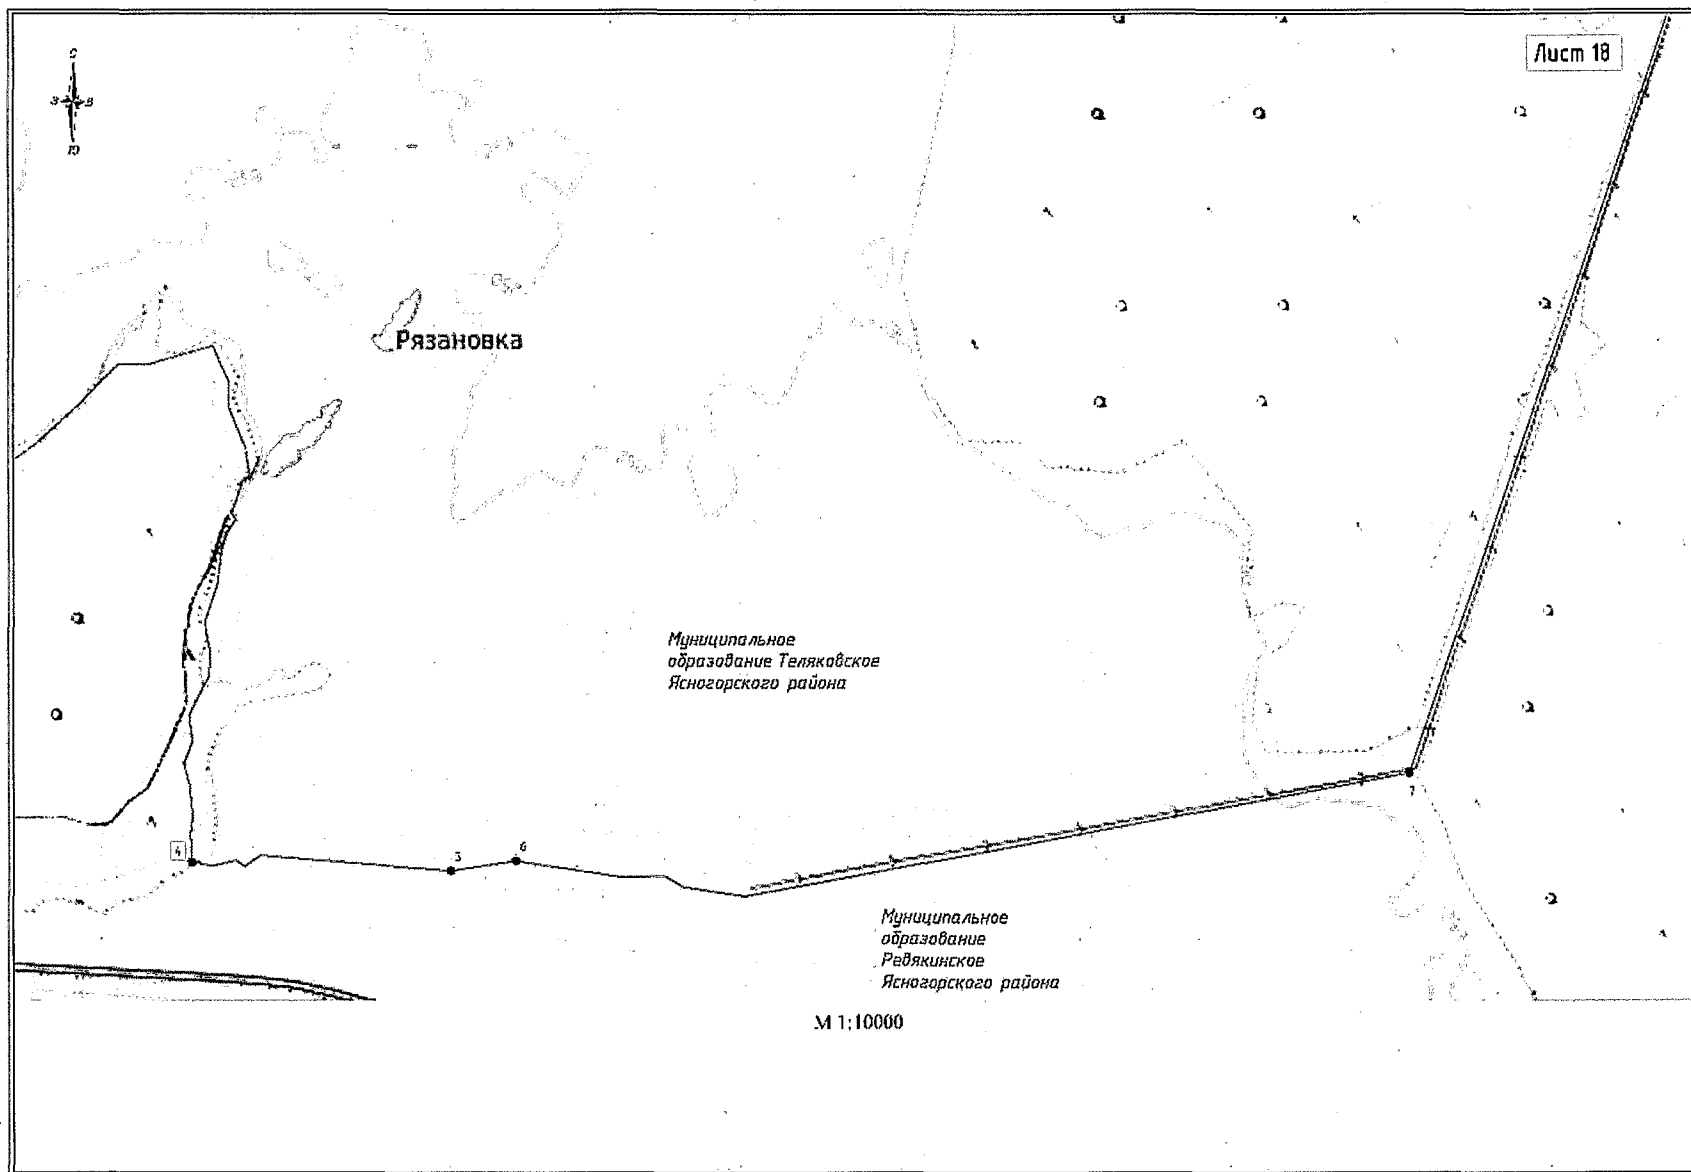 Лист 18
С
З В
Ю
Рязановка
Муниципальное
образование Теляковское
Ясногорского района
4
5
6
7
Муниципальное
образование
Ревякинское
Ясногорского района
М 1:10000